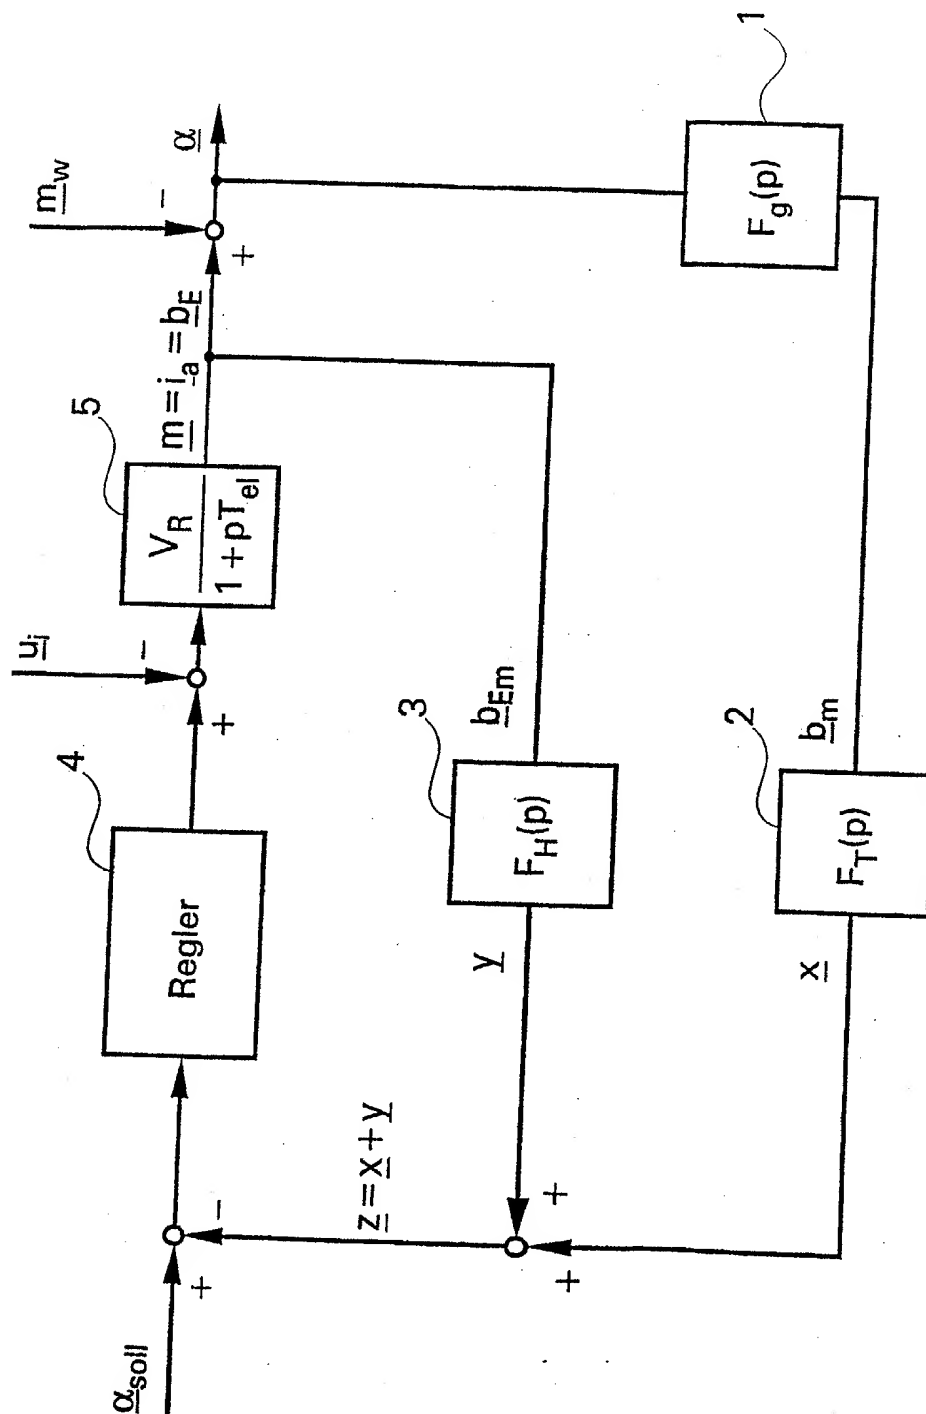 α_soll
+
−
Regler
4
+
u_i
−
V_R
1 + pT_el
5
m = i_a = b_E
+
m_w
−
α
z = x + y
+
+
y
F_H(p)
3
b_Em
x
F_T(p)
2
b_m
F_g(p)
1